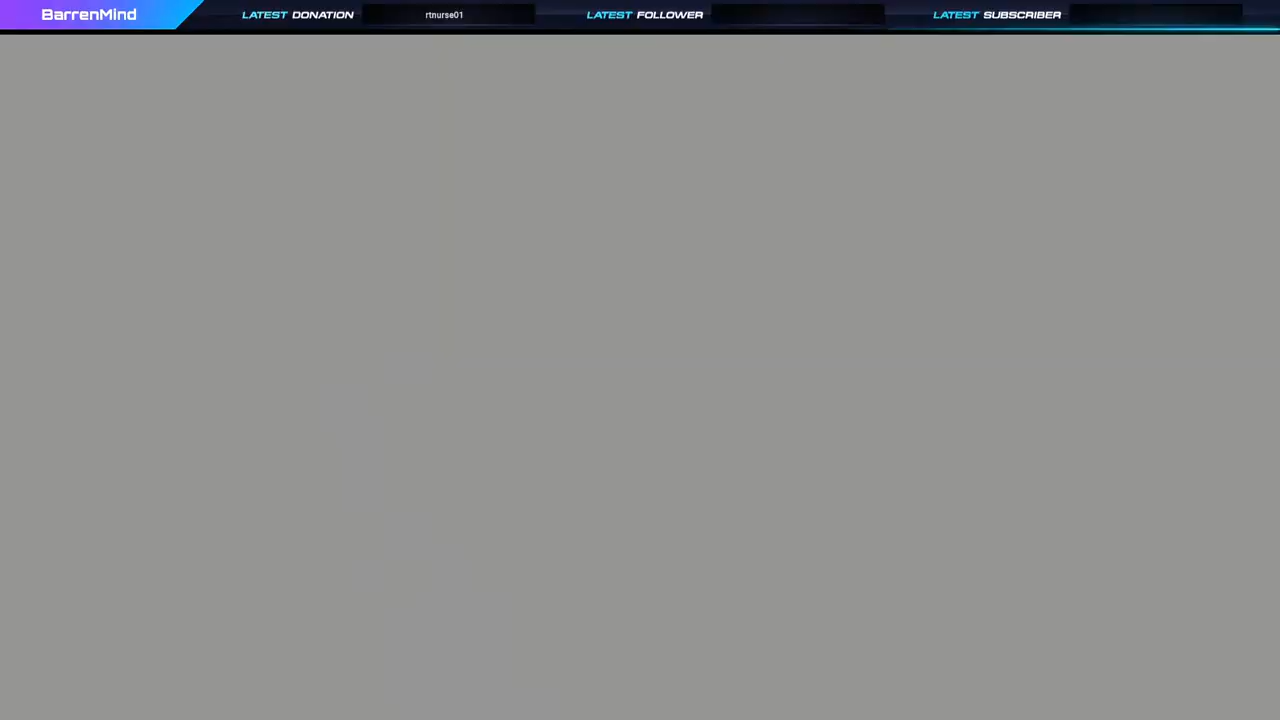 BarrenMind
LATEST DONATION rtnurse01
LATEST FOLLOWER
LATEST SUBSCRIBER